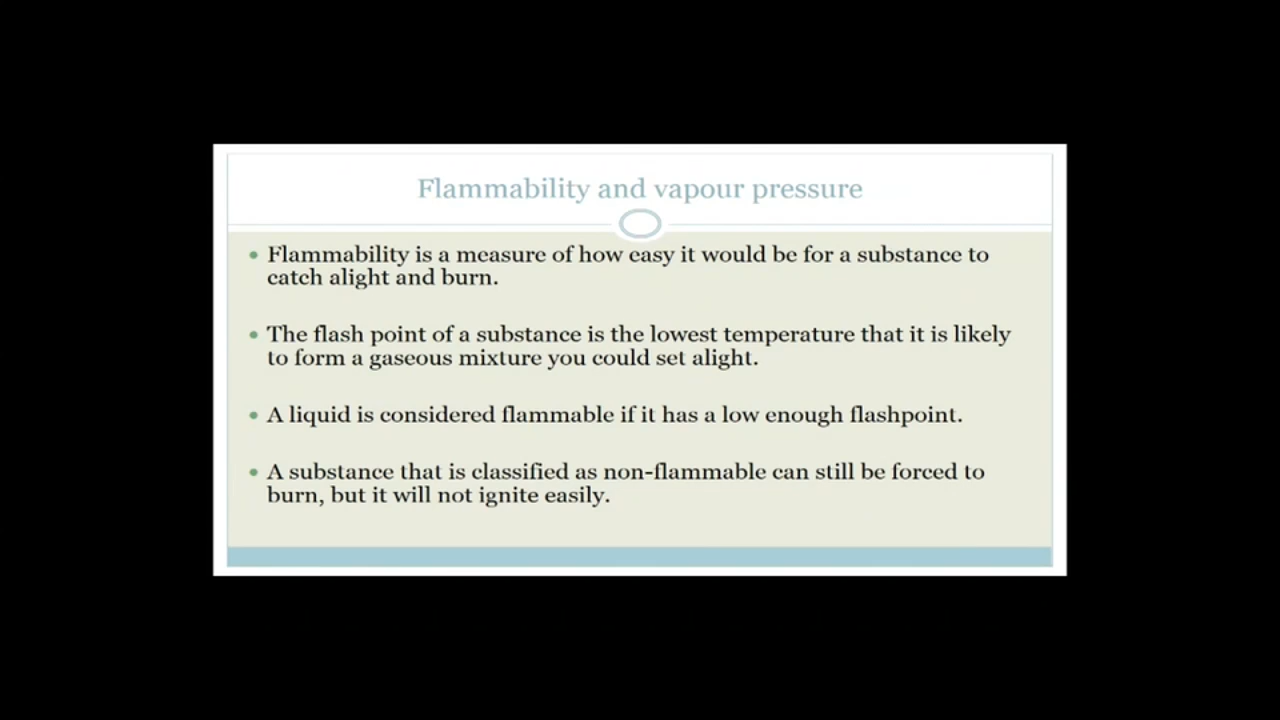 Flammability and vapour pressure
• Flammability is a measure of how easy it would be for a substance to
catch alight and burn.
• The flash point of a substance is the lowest temperature that it is likely
to form a gaseous mixture you could set alight.
• A liquid is considered flammable if it has a low enough flashpoint.
• A substance that is classified as non-flammable can still be forced to
burn, but it will not ignite easily.